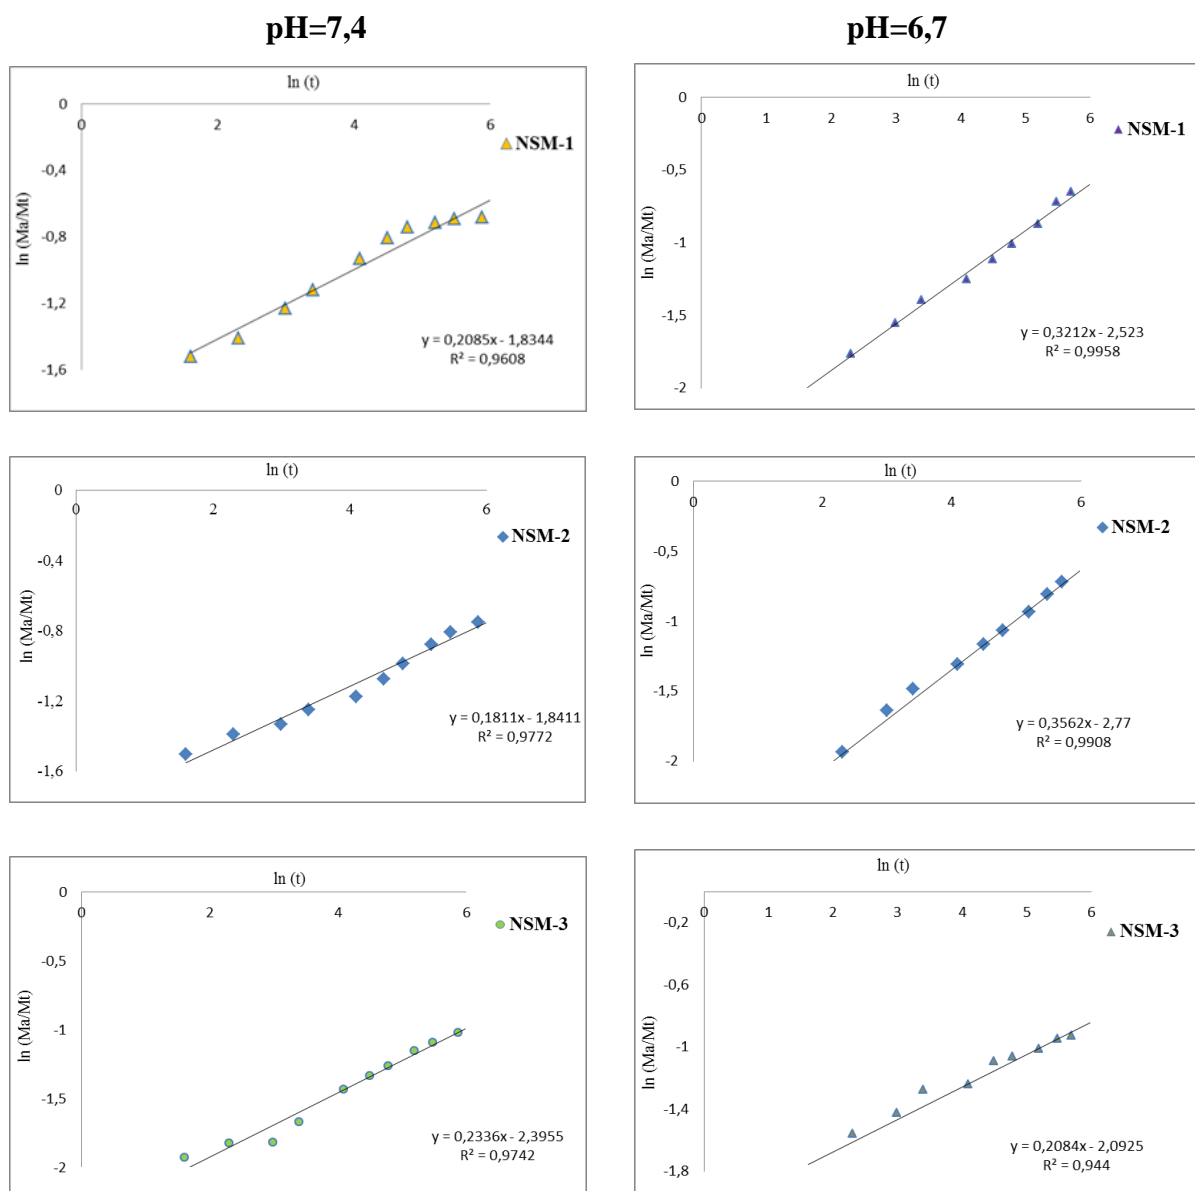 pH=7,4
pH=6,7
ln (t)
0
0 2 4 6
-0,4
-0,8
-1,2
-1,6
ln (Ma/Mt)
NSM-1
y = 0,2085x - 1,8344
R² = 0,9608
ln (t)
0
0 1 2 3 4 5 6
-0,5
-1
-1,5
-2
ln (Ma/Mt)
NSM-1
y = 0,3212x - 2,523
R² = 0,9958
ln (t)
0
0 2 4 6
-0,4
-0,8
-1,2
-1,6
ln (Ma/Mt)
NSM-2
y = 0,1811x - 1,8411
R² = 0,9772
ln (t)
0
0 2 4 6
-0,5
-1
-1,5
-2
ln (Ma/Mt)
NSM-2
y = 0,3562x - 2,77
R² = 0,9908
ln (t)
0
0 2 4 6
-0,5
-1
-1,5
-2
ln (Ma/Mt)
NSM-3
y = 0,2336x - 2,3955
R² = 0,9742
ln (t)
0 1 2 3 4 5 6
-0,2
-0,6
-1
-1,4
-1,8
ln (Ma/Mt)
NSM-3
y = 0,2084x - 2,0925
R² = 0,944